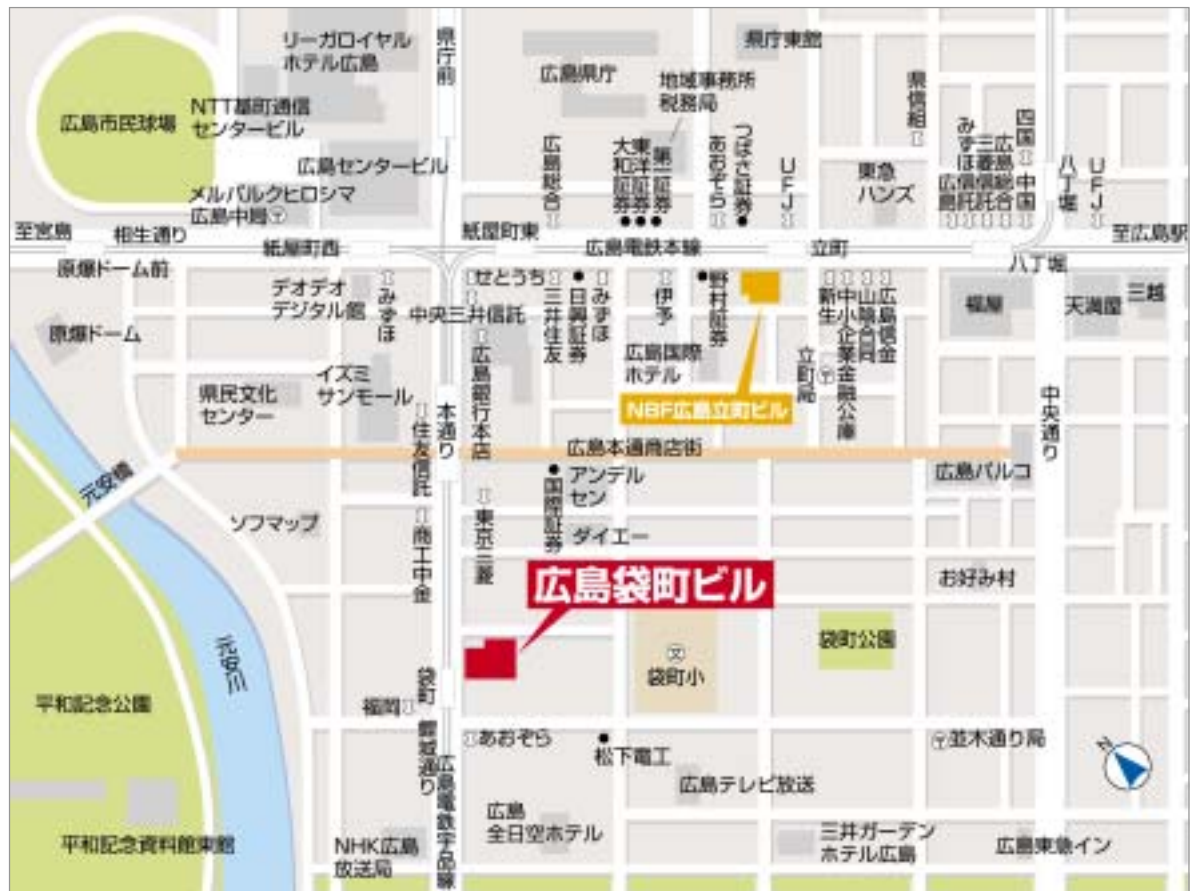 リーガロイヤル
ホテル広島
県庁前
広島県庁
県庁東館
地域事務所
税務局
広島市民球場
NTT基町通信
センタービル
広島センタービル
メルパルクヒロシマ
広島中局
広島総合
大和証券
東洋証券
第一証券
あおぞら
つばさ証券
UFJ
東急
ハンズ
県信組
広島
みずほ信託
三菱信託
広島総合
中国
四国
八丁堀
UFJ
至宮島
相生通り
紙屋町西
紙屋町東
広島電鉄本線
立町
八丁堀
至広島駅
原爆ドーム前
原爆ドーム
デオデオ
デジタル館
みずほ
せとうち
中央三井信託
三井住友
日興証券
みずほ
伊予
野村証券
新生
中小企業金融公庫
山陰合同
広島信金
福屋
天満屋
三越
広島国際
ホテル
立町局
NBF広島立町ビル
県民文化
センター
イズミ
サンモール
住友信託
本通り
広島銀行本店
中央通り
広島本通商店街
広島パルコ
元安橋
ソフマップ
商工中金
東京三菱
国際証券
アンデル
セン
ダイエー
お好み村
広島袋町ビル
元安川
平和記念公園
袋町
袋町小
文
袋町公園
福岡
鯉城通り
広島電鉄宇品線
あおぞら
松下電工
並木通り局
N
広島テレビ放送
平和記念資料館東館
NHK広島
放送局
広島
全日空ホテル
三井ガーデン
ホテル広島
広島東急イン